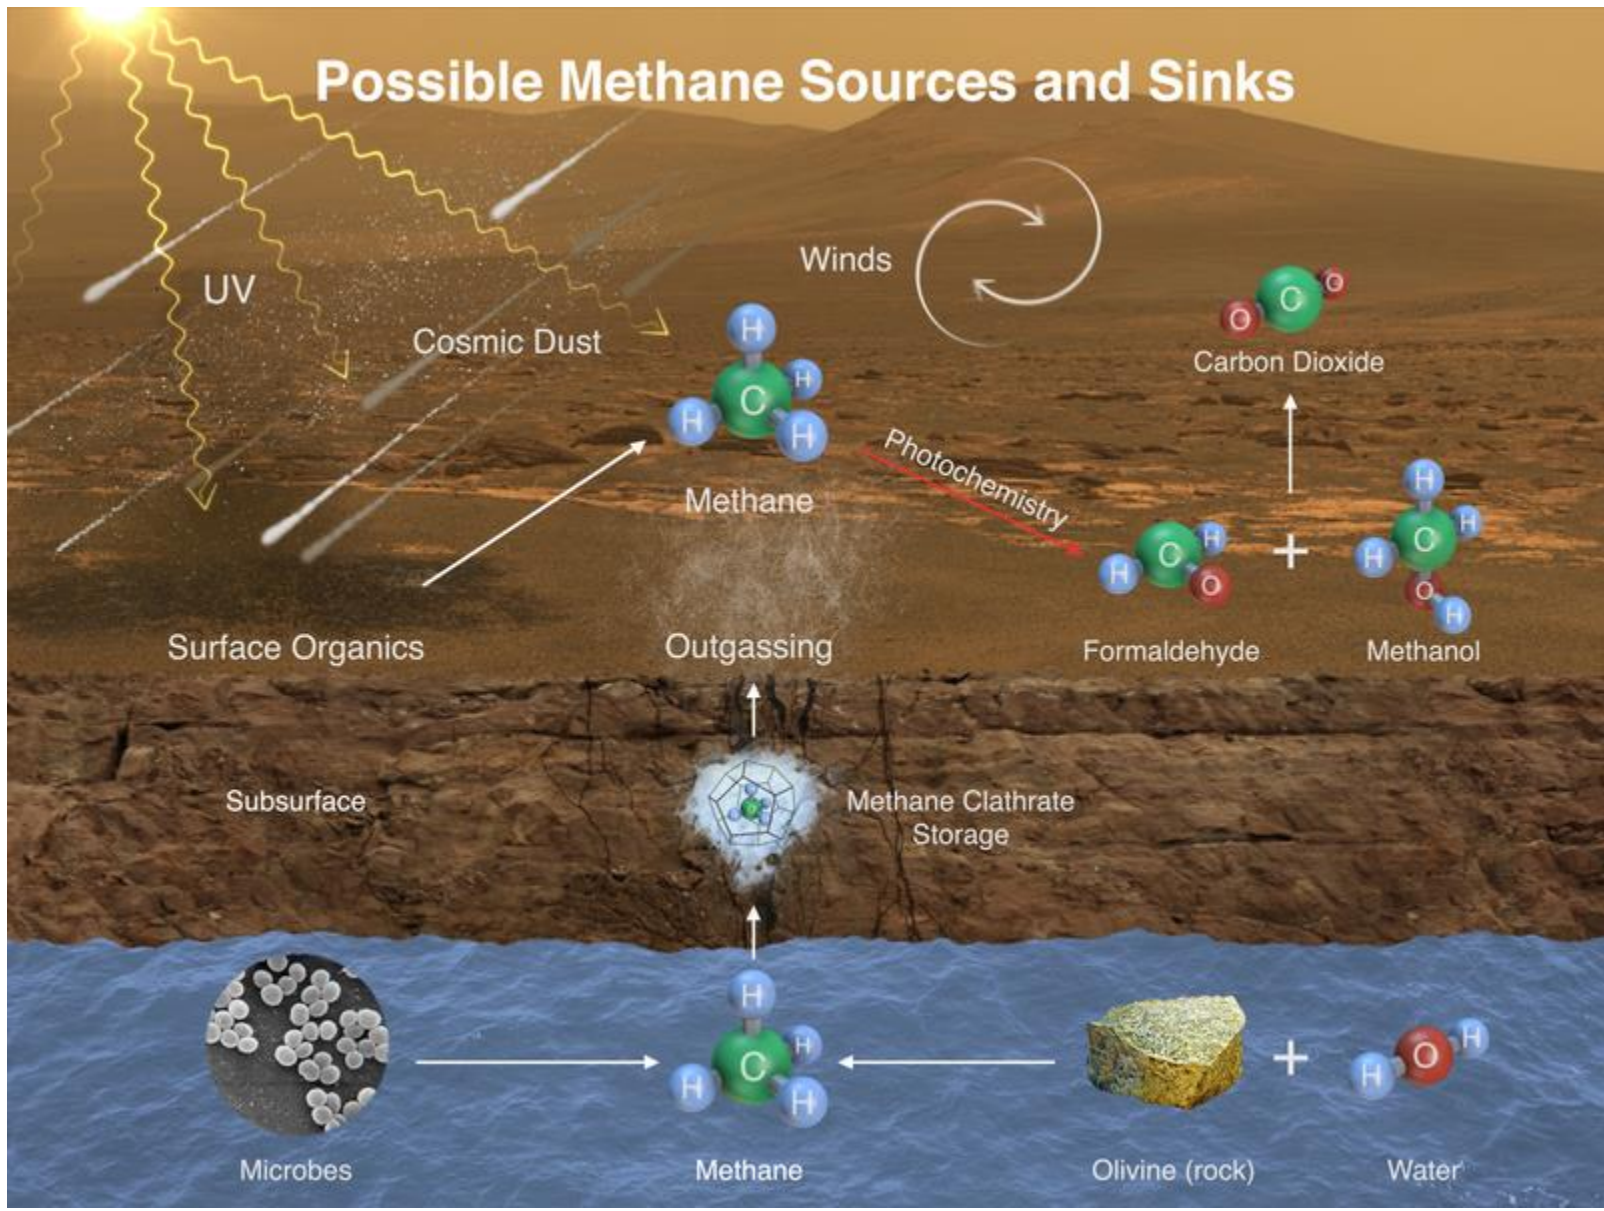 Possible Methane Sources and Sinks
UV
Winds
Cosmic Dust
C
O
O
Carbon Dioxide
H
H
C
H
H
Methane
Photochemistry
C
H
H
O
+
H
H
C
H
O
H
Surface Organics
Outgassing
Formaldehyde
Methanol
Subsurface
Methane Clathrate
Storage
H
H
C
H
H
+
H
O
H
Microbes
Methane
Olivine (rock)
Water